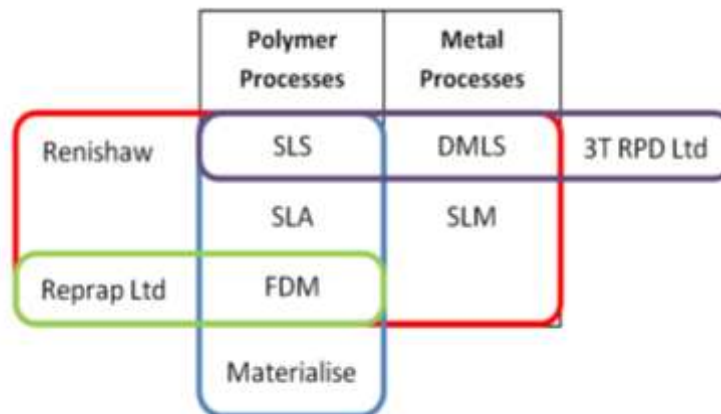 Polymer Metal
Processes Processes
Renishaw SLS DMLS 3T RPD Ltd
SLA SLM
Reprap Ltd FDM
Materialise